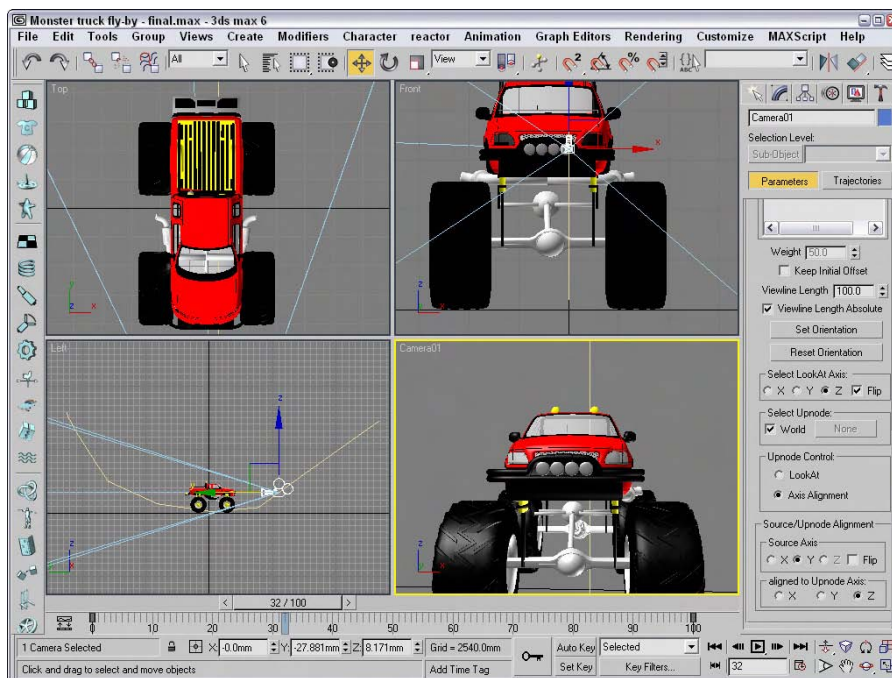 Monster truck fly-by - final.max - 3ds max 6
File Edit Tools Group Views Create Modifiers Character reactor Animation Graph Editors Rendering Customize MAXScript Help
All
View
ABC
Top
Front
Camera01
Selection Level:
Sub-Object
Parameters Trajectories
x
y
z x
z
Weight 50.0
Keep Initial Offset
Viewline Length 100.0
Viewline Length Absolute
Set Orientation
Reset Orientation
Left
Camera01
z
Select LookAt Axis:
X Y Z Flip
Select Upnode:
World None
Upnode Control:
LookAt
Axis Alignment
Source/Upnode Alignment
Source Axis
X Y Z Flip
aligned to Upnode Axis:
X Y Z
z
z
x
< 32 / 100 >
0 10 20 30 40 50 60 70 80 90 100
1 Camera Selected X: -0.0mm Y: -27.881mm Z: 8.171mm Grid = 2540.0mm Auto Key Selected
Click and drag to select and move objects Add Time Tag Set Key Key Filters... 32